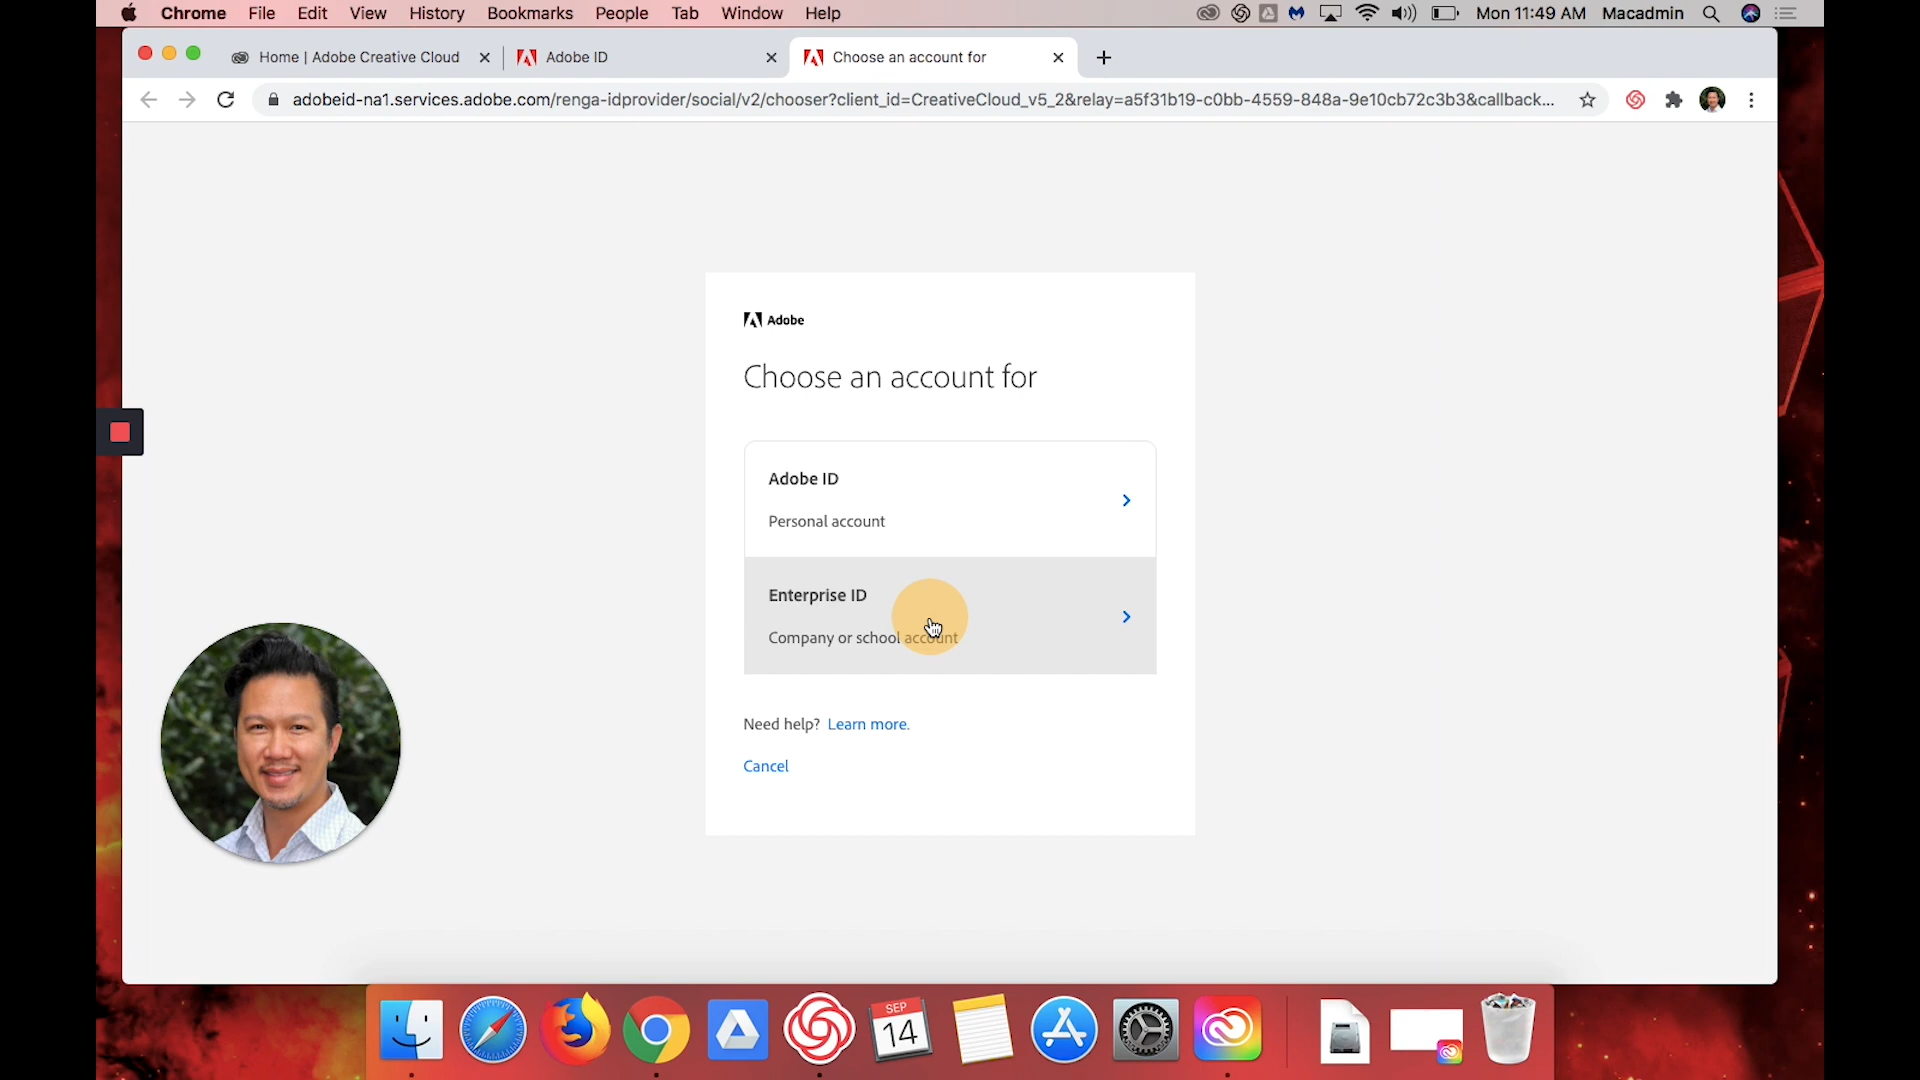 Chrome File Edit View History Bookmarks People Tab Window Help Mon 11:49 AM Macadmin
Home | Adobe Creative Cloud Adobe ID Choose an account for
adobeid-na1.services.adobe.com/renga-idprovider/social/v2/chooser?client_id=CreativeCloud_v5_2&relay=a5f31b19-c0bb-4559-848a-9e10cb72c3b3&callback...
Adobe
Choose an account for
Adobe ID
Personal account
Enterprise ID
Company or school account
Need help? Learn more.
Cancel
SEP
14